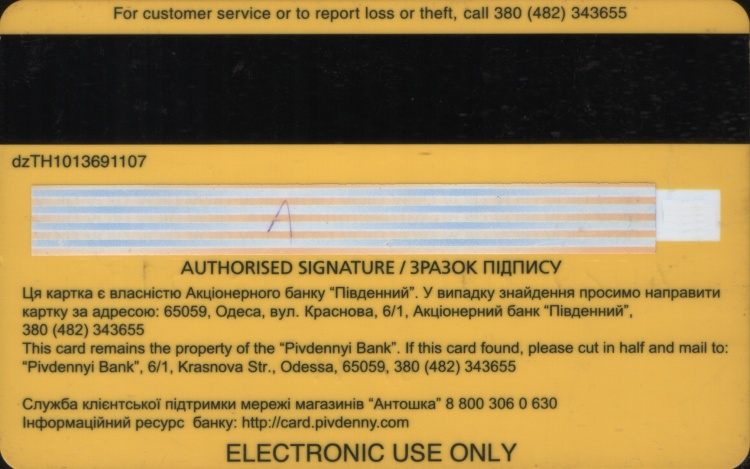 For customer service or to report loss or theft, call 380 (482) 343655
dzTH1013691107
A
AUTHORISED SIGNATURE / ЗРАЗОК ПІДПИСУ
Ця картка є власністю Акціонерного банку "Південний". У випадку знайдення просимо направити
картку за адресою: 65059, Одеса, вул. Краснова, 6/1, Акціонерний банк "Південний",
380 (482) 343655
This card remains the property of the "Pivdennyi Bank". If this card found, please cut in half and mail to:
"Pivdennyi Bank", 6/1, Krasnova Str., Odessa, 65059, 380 (482) 343655
Служба клієнтської підтримки мережі магазинів "Антошка" 8 800 306 0 630
Інформаційний ресурс банку: http://card.pivdenny.com
ELECTRONIC USE ONLY